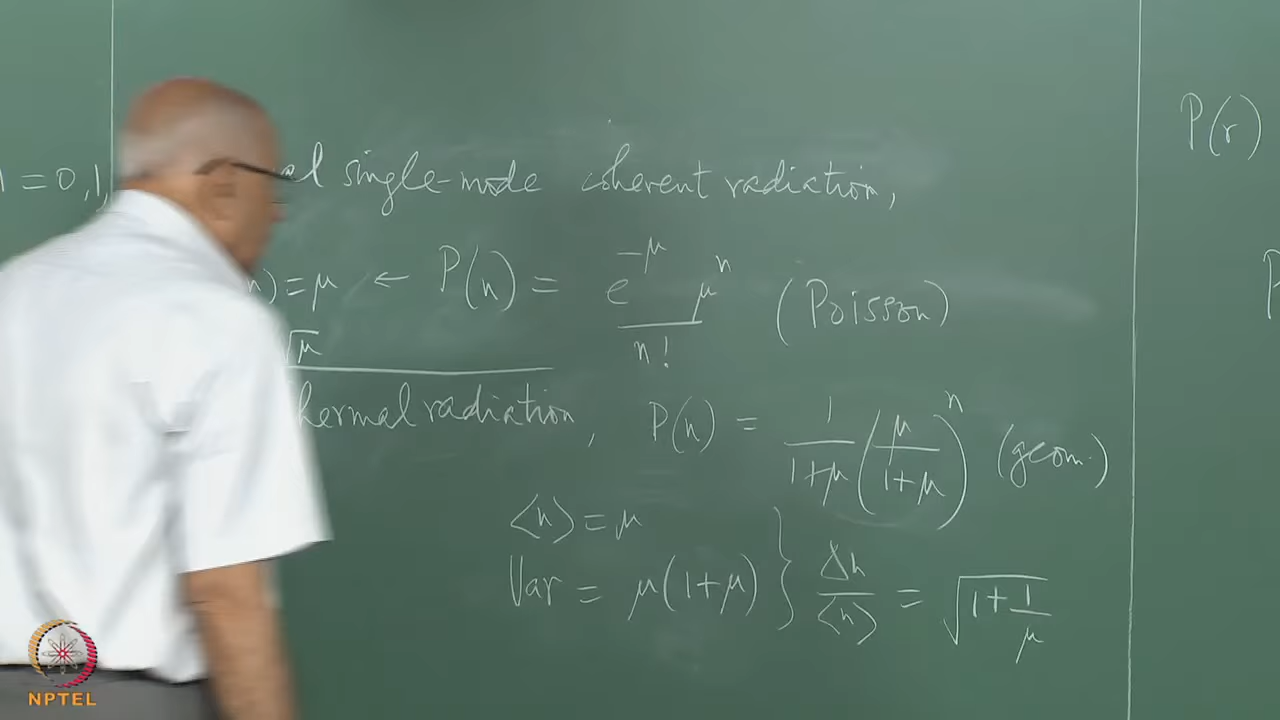 = 0, 1,
single-mode coherent radiation,
n) = μ ← P(n) = e^{-μ} μ^n / n! (Poisson)
√μ
hermal radiation, P(n) = 1/(1+μ) (μ/(1+μ))^n (geom.)
⟨n⟩ = μ
Var = μ(1+μ) } Δn/⟨n⟩ = √(1 + 1/μ)
P(r)
P
NPTEL